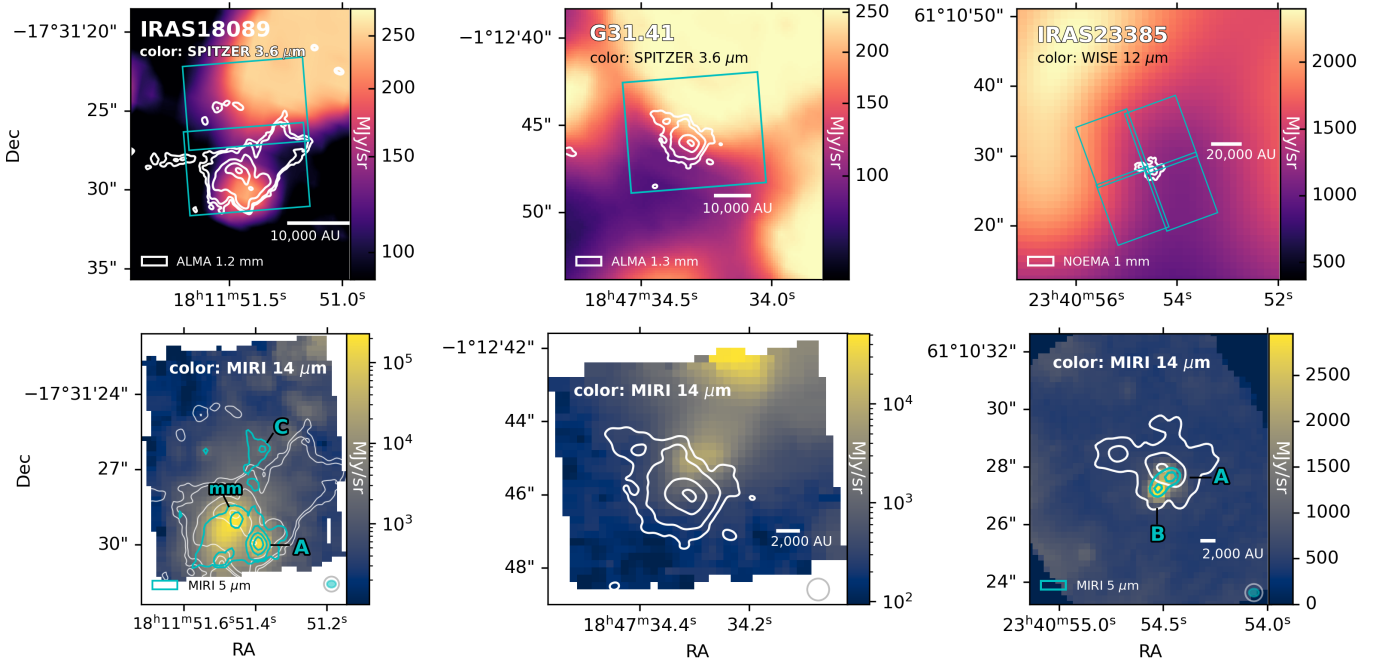 IRAS18089
color: SPITZER 3.6 μm
−17°31'20"
25"
30"
35"
Dec
10,000 AU
ALMA 1.2 mm
18ʰ11ᵐ51.5ˢ
51.0ˢ
250
200
150
100
MJy/sr
G31.41
color: SPITZER 3.6 μm
−1°12'40"
45"
50"
10,000 AU
ALMA 1.3 mm
18ʰ47ᵐ34.5ˢ
34.0ˢ
250
200
150
100
MJy/sr
IRAS23385
color: WISE 12 μm
61°10'50"
40"
30"
20"
20,000 AU
NOEMA 1 mm
23ʰ40ᵐ56ˢ
54ˢ
52ˢ
2000
1500
1000
500
MJy/sr
color: MIRI 14 μm
−17°31'24"
27"
30"
Dec
C
mm
A
MIRI 5 μm
18ʰ11ᵐ51.6ˢ
51.4ˢ
51.2ˢ
RA
10⁵
10⁴
10³
MJy/sr
color: MIRI 14 μm
−1°12'42"
44"
46"
48"
2,000 AU
18ʰ47ᵐ34.4ˢ
34.2ˢ
RA
10⁴
10³
10²
MJy/sr
color: MIRI 14 μm
61°10'32"
30"
28"
26"
24"
A
B
2,000 AU
MIRI 5 μm
23ʰ40ᵐ55.0ˢ
54.5ˢ
54.0ˢ
RA
2500
2000
1500
1000
500
0
MJy/sr